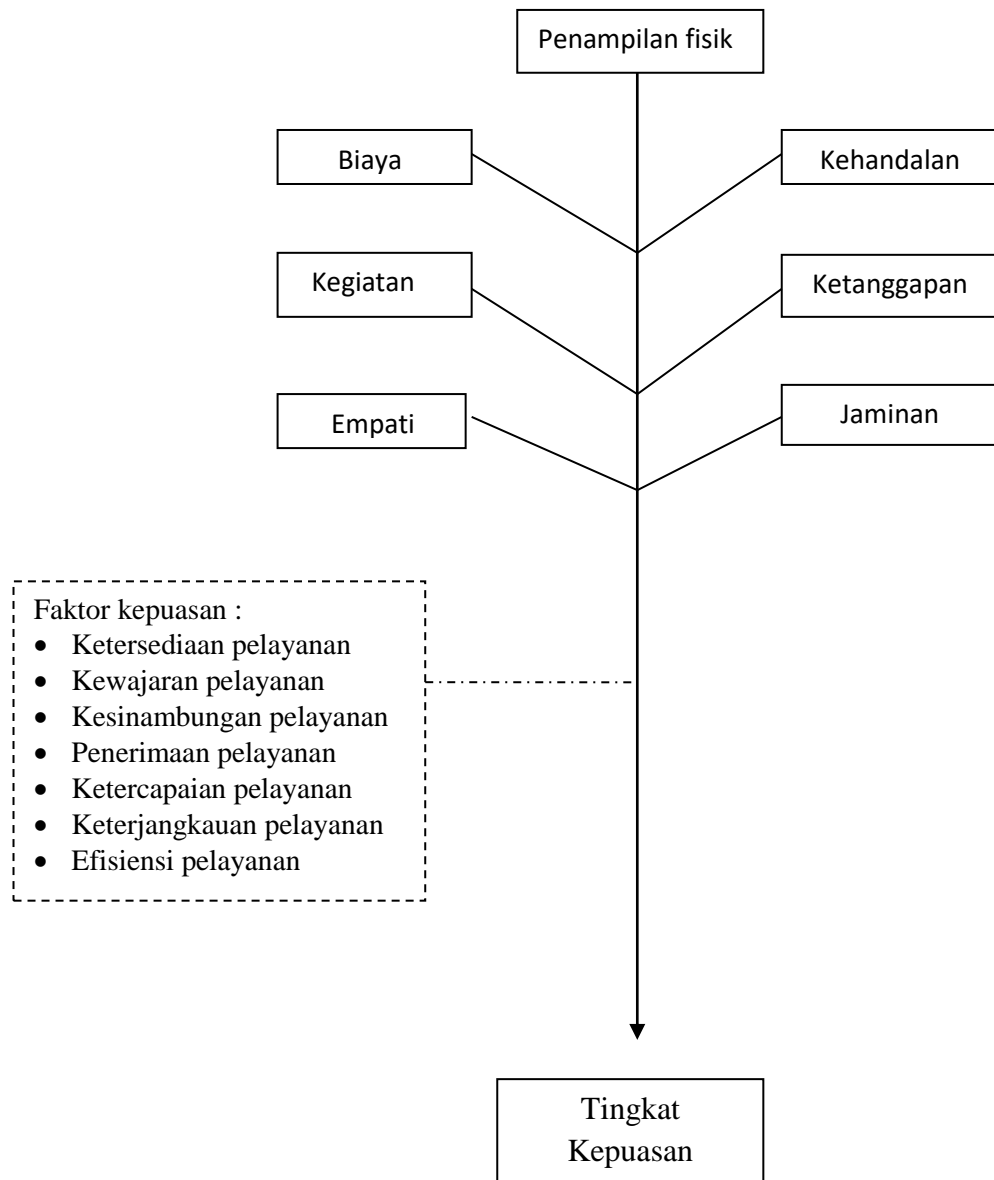 Penampilan fisik
Biaya
Kehandalan
Kegiatan
Ketanggapan
Empati
Jaminan
Faktor kepuasan :
• Ketersediaan pelayanan
• Kewajaran pelayanan
• Kesinambungan pelayanan
• Penerimaan pelayanan
• Ketercapaian pelayanan
• Keterjangkauan pelayanan
• Efisiensi pelayanan
Tingkat
Kepuasan